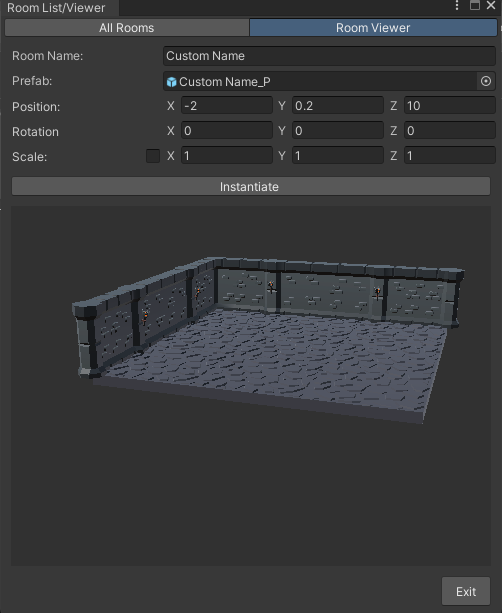 Room List/Viewer
All Rooms Room Viewer
Room Name: Custom Name
Prefab: Custom Name_P
Position: X -2 Y 0.2 Z 10
Rotation X 0 Y 0 Z 0
Scale: X 1 Y 1 Z 1
Instantiate
Exit